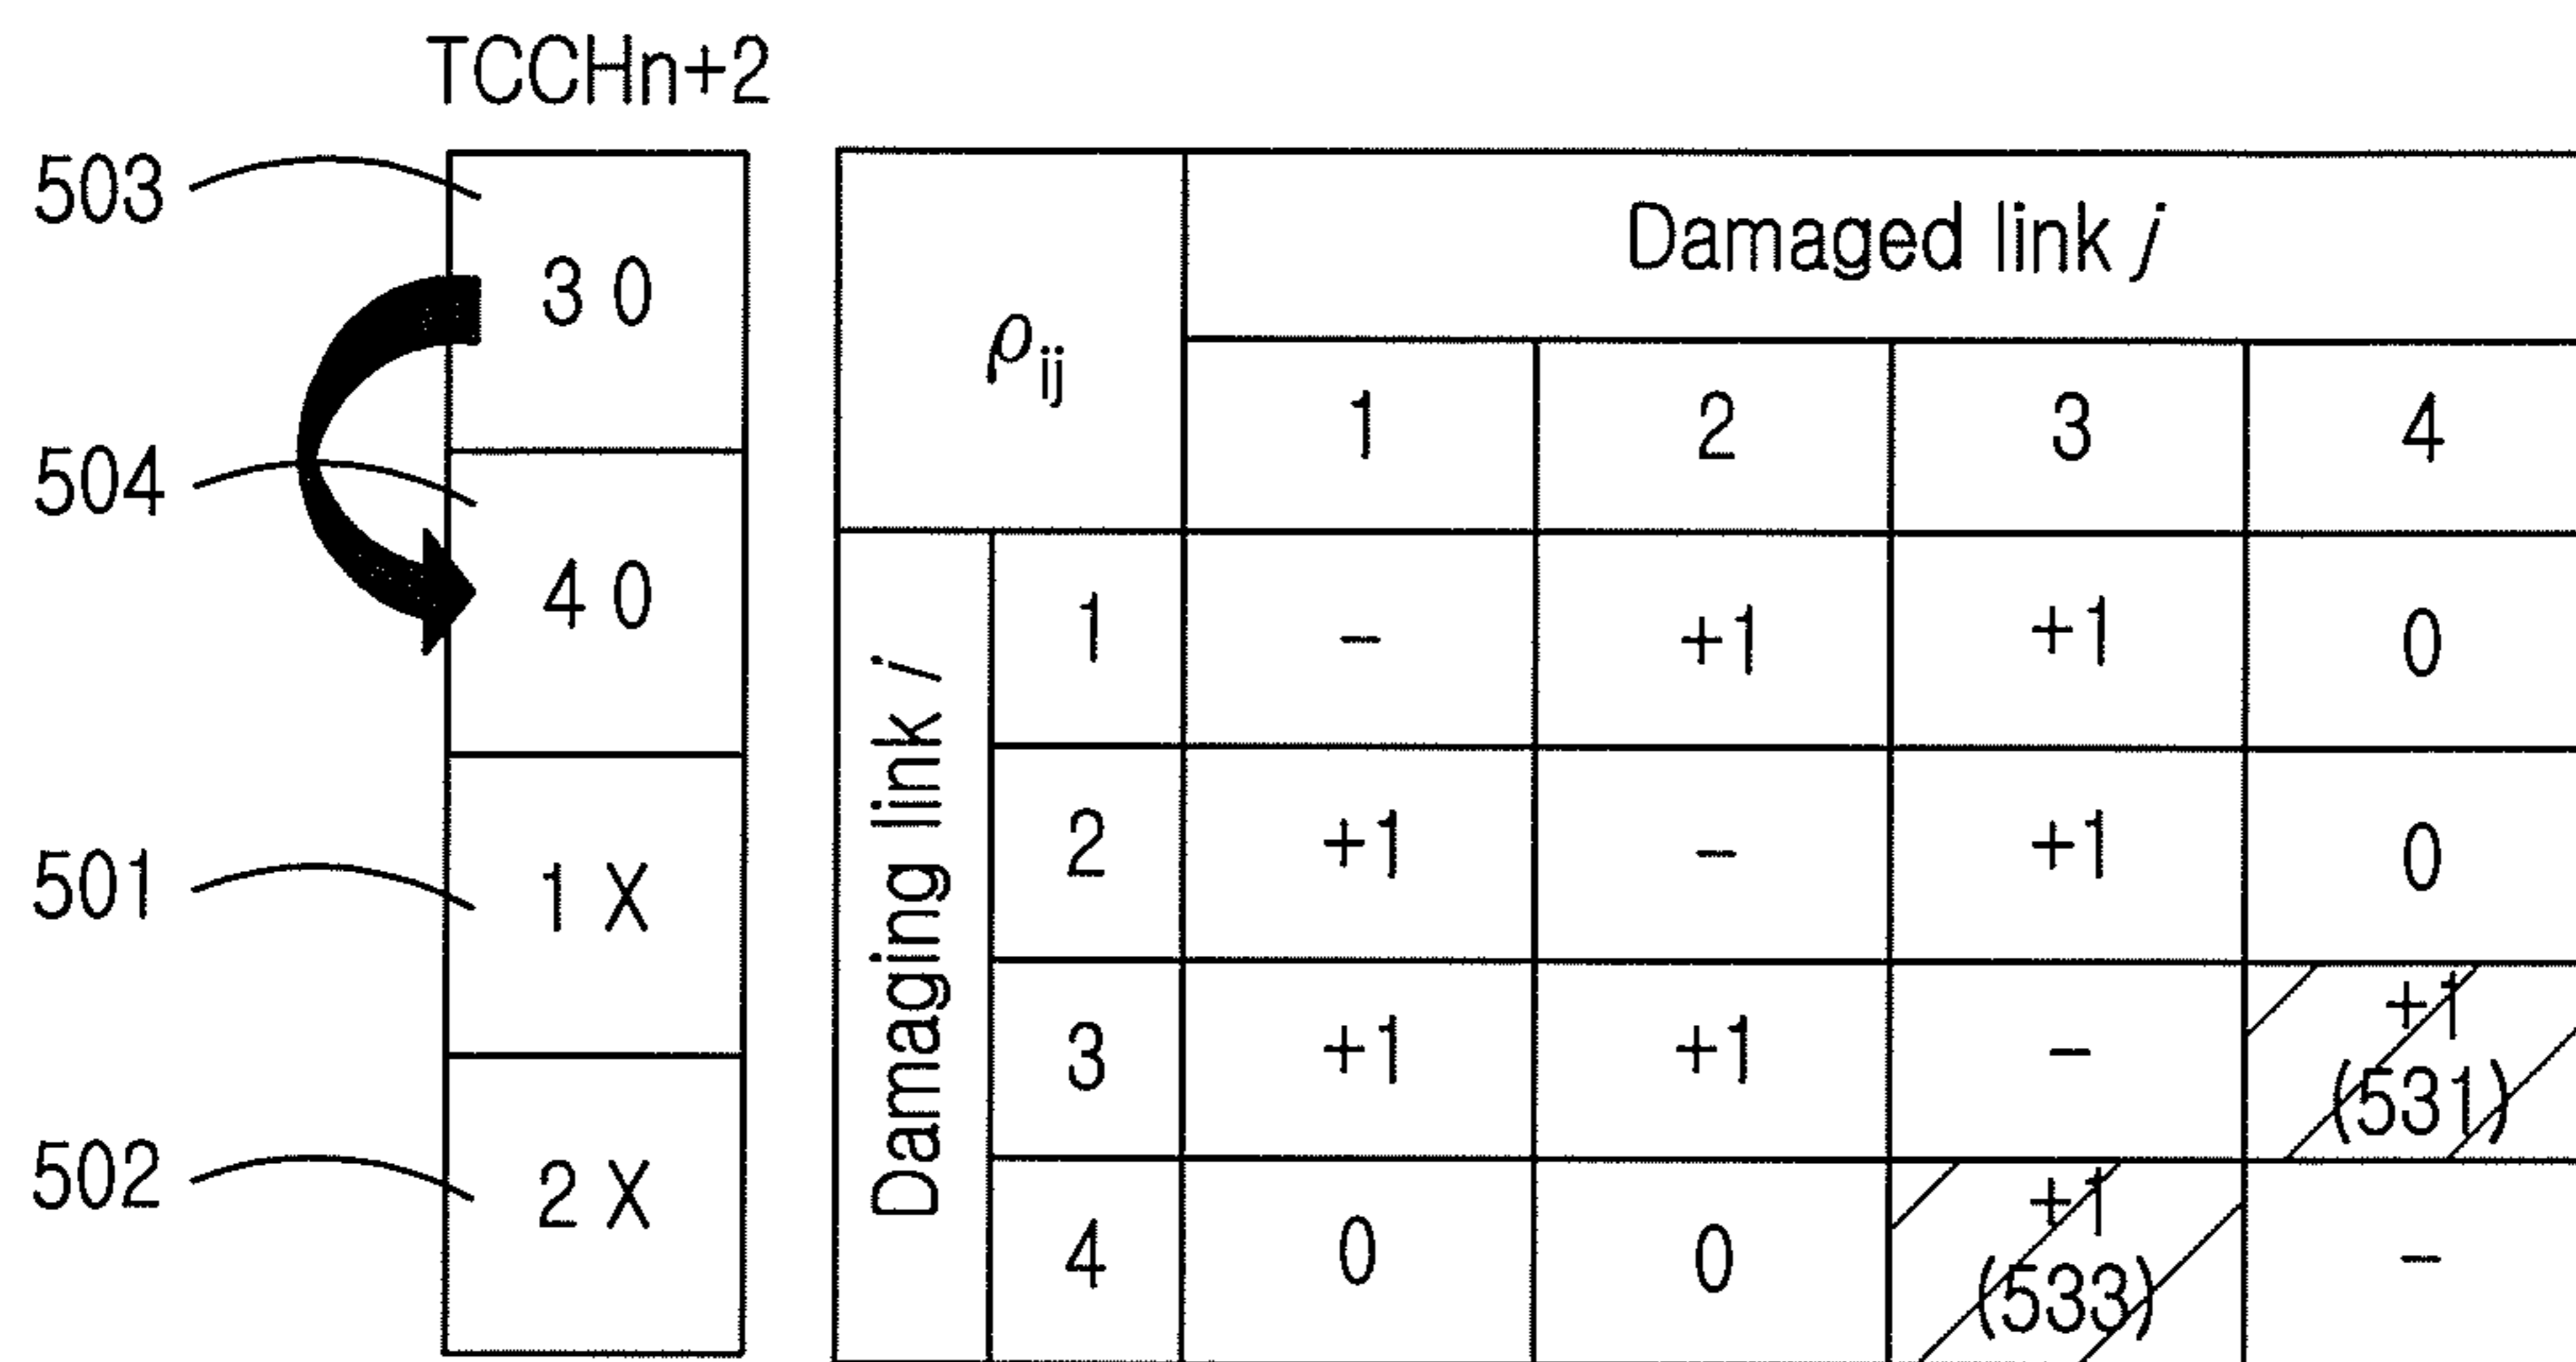 TCCHn+2
503
3 0
504
4 0
501
1 X
502
2 X
ρij
Damaged link j
1 2 3 4
Damaging link i
1 - +1 +1 0
2 +1 - +1 0
3 +1 +1 - +1 (531)
4 0 0 +1 (533) -